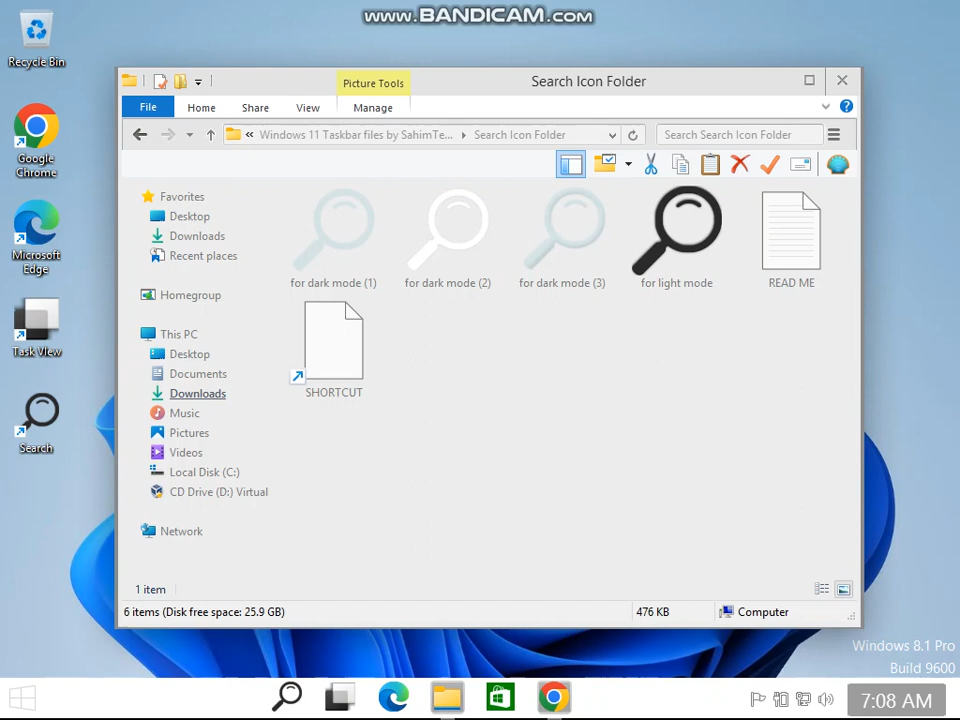 www.BANDICAM.com
Recycle Bin
Google
Chrome
Microsoft
Edge
Task View
Search
Picture Tools
Search Icon Folder
File
Home
Share
View
Manage
« Windows 11 Taskbar files by SahimTe... Search Icon Folder
Search Search Icon Folder
Favorites
Desktop
Downloads
Recent places
Homegroup
This PC
Desktop
Documents
Downloads
Music
Pictures
Videos
Local Disk (C:)
CD Drive (D:) Virtual
Network
for dark mode (1)
for dark mode (2)
for dark mode (3)
for light mode
READ ME
SHORTCUT
1 item
6 items (Disk free space: 25.9 GB)
476 KB
Computer
Windows 8.1 Pro
Build 9600
7:08 AM